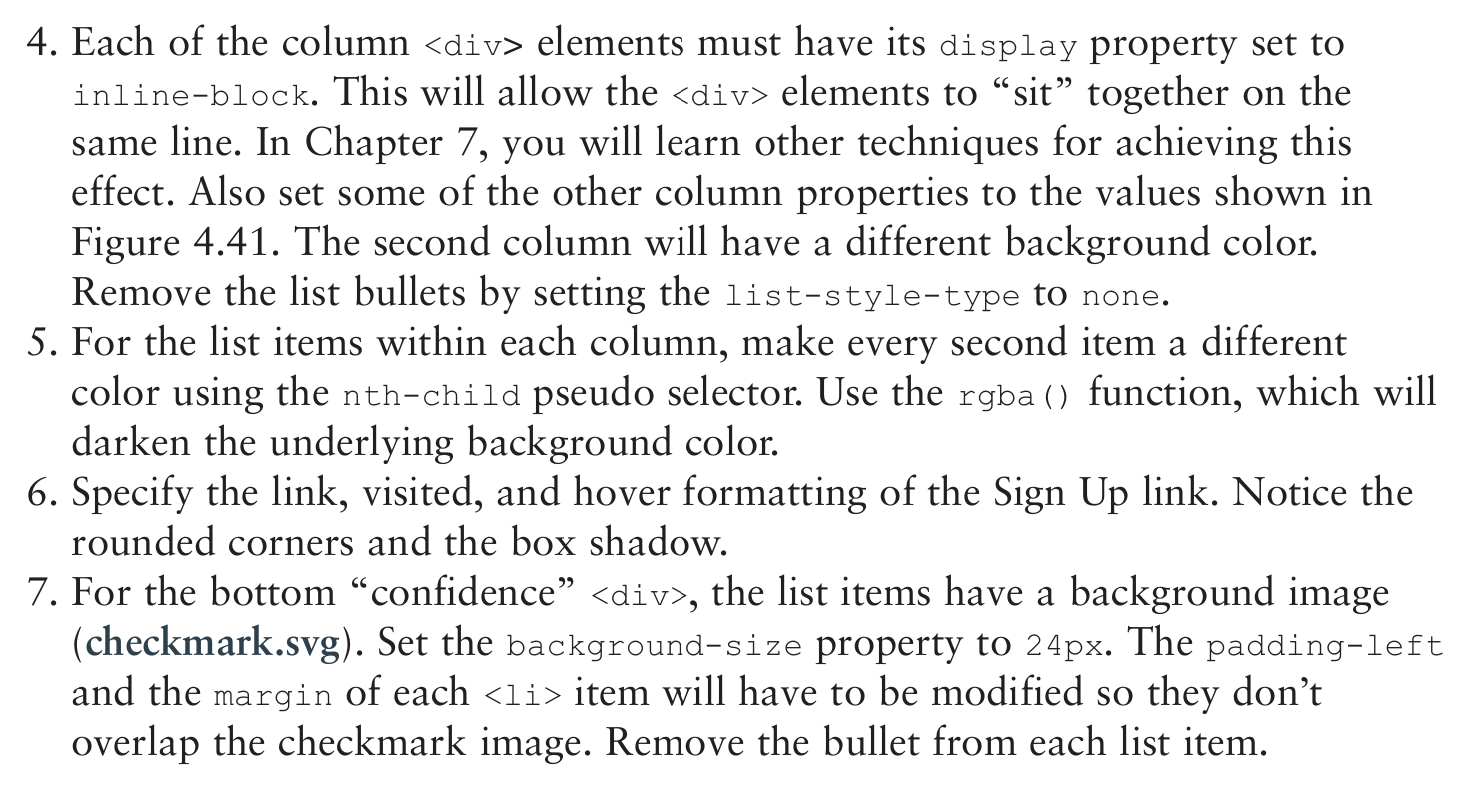 4. Each of the column <div> elements must have its display property set to
inline-block. This will allow the <div> elements to “sit” together on the
same line. In Chapter 7, you will learn other techniques for achieving this
effect. Also set some of the other column properties to the values shown in
Figure 4.41. The second column will have a different background color.
Remove the list bullets by setting the list-style-type to none.
5. For the list items within each column, make every second item a different
color using the nth-child pseudo selector. Use the rgba() function, which will
darken the underlying background color.
6. Specify the link, visited, and hover formatting of the Sign Up link. Notice the
rounded corners and the box shadow.
7. For the bottom “confidence” <div>, the list items have a background image
(checkmark.svg). Set the background-size property to 24px. The padding-left
and the margin of each <li> item will have to be modified so they don’t
overlap the checkmark image. Remove the bullet from each list item.